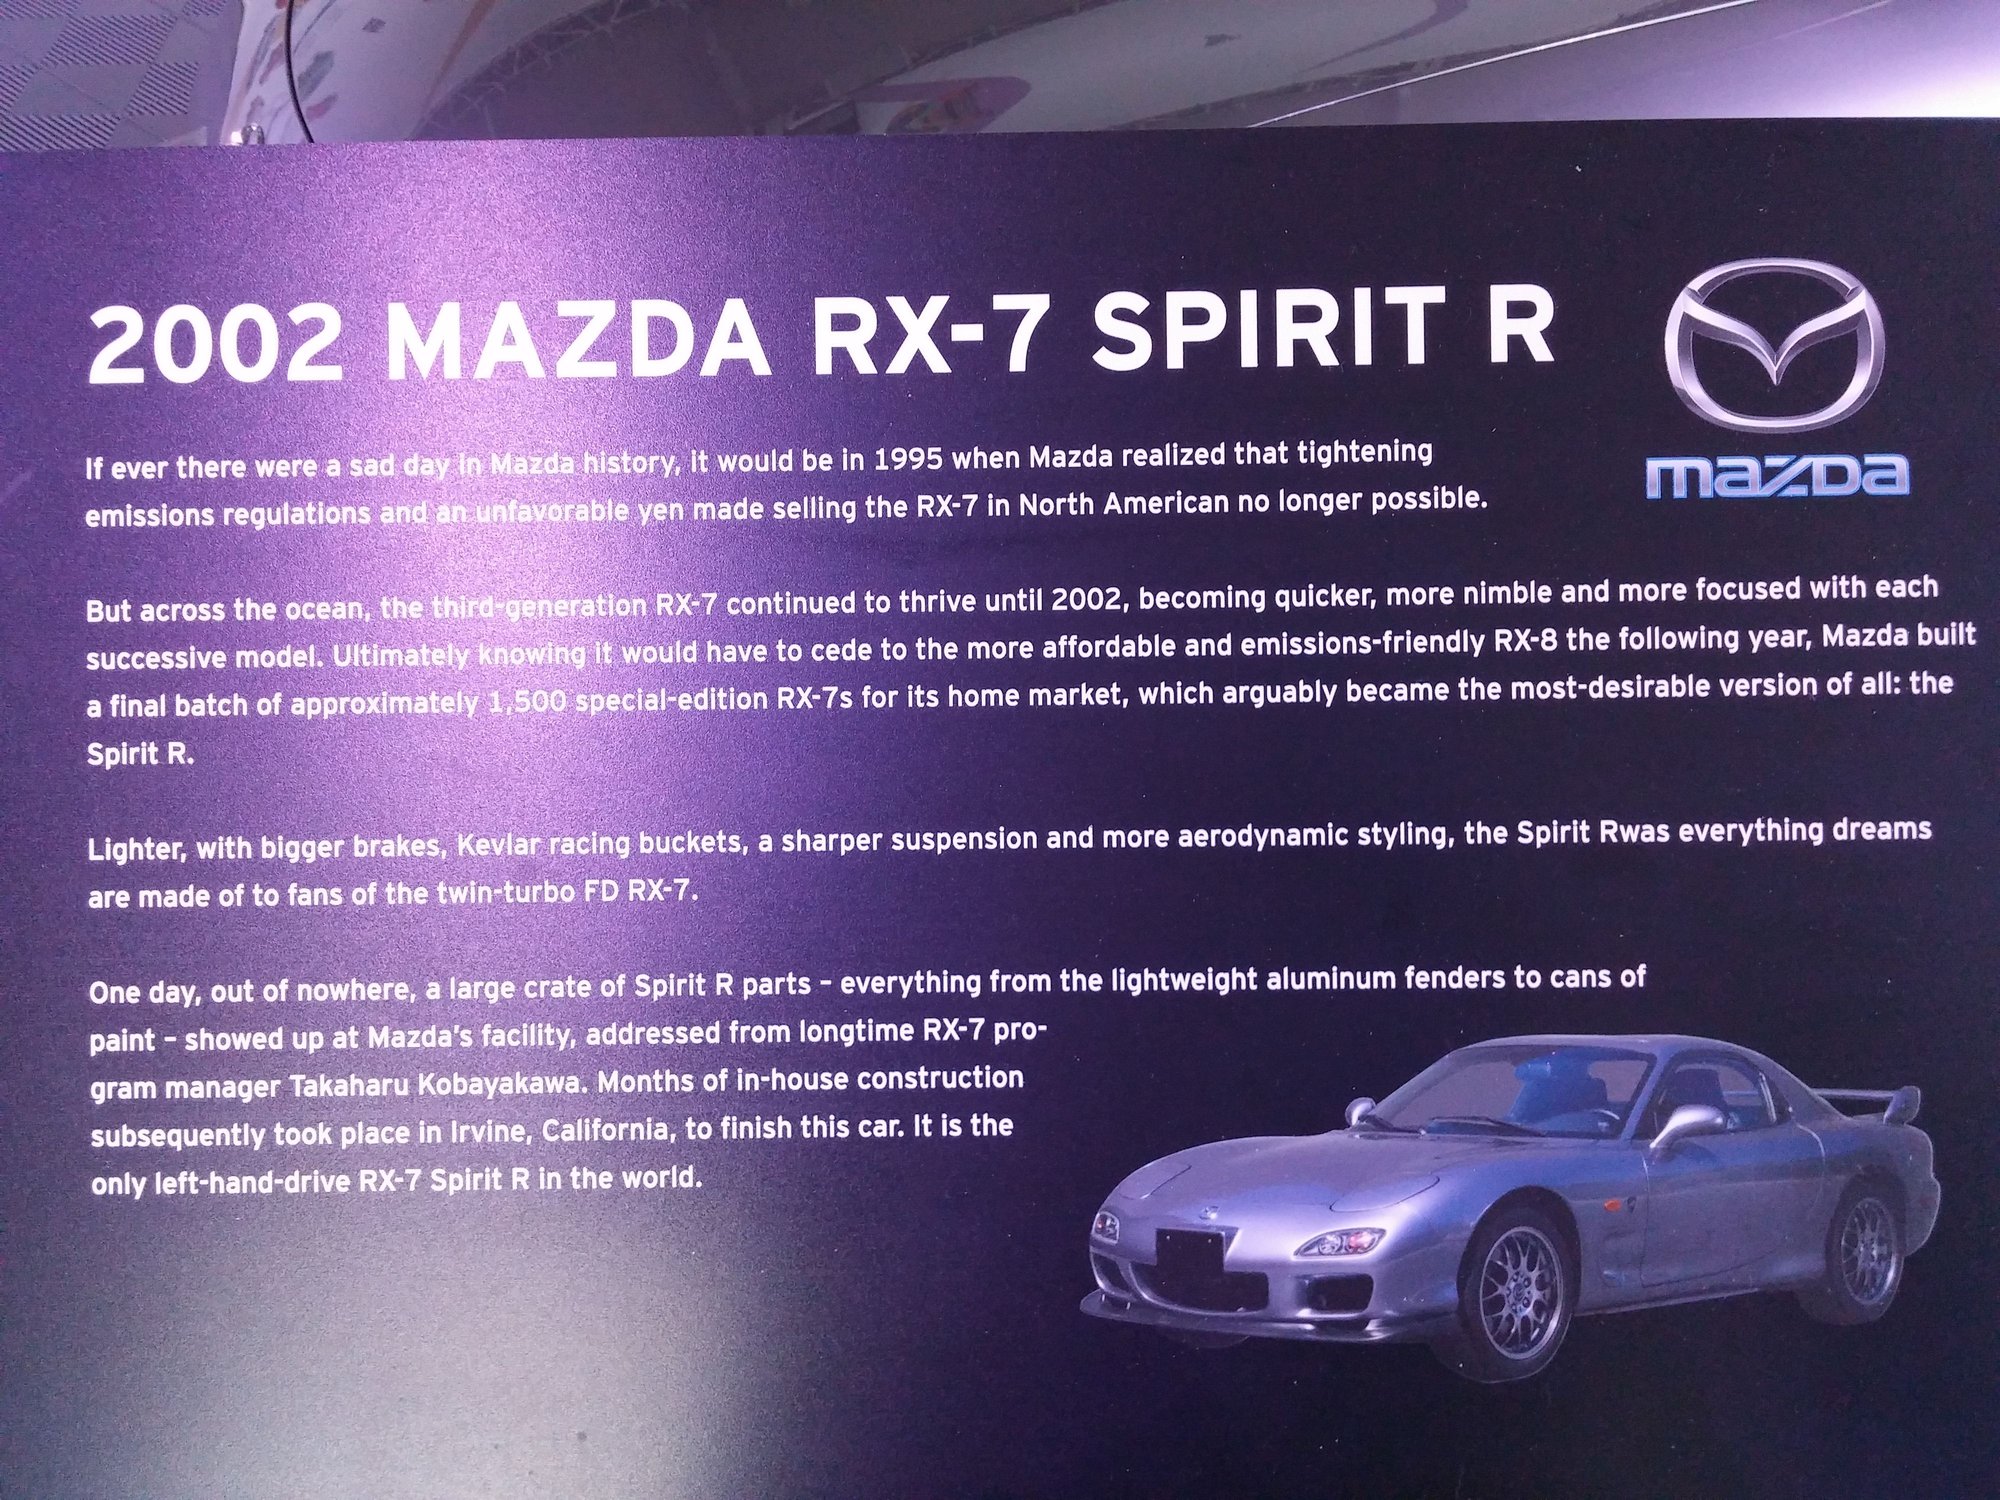 2002 MAZDA RX-7 SPIRIT R
mazda
If ever there were a sad day in Mazda history, it would be in 1995 when Mazda realized that tightening
emissions regulations and an unfavorable yen made selling the RX-7 in North American no longer possible.
But across the ocean, the third-generation RX-7 continued to thrive until 2002, becoming quicker, more nimble and more focused with each
successive model. Ultimately knowing it would have to cede to the more affordable and emissions-friendly RX-8 the following year, Mazda built
a final batch of approximately 1,500 special-edition RX-7s for its home market, which arguably became the most-desirable version of all: the
Spirit R.
Lighter, with bigger brakes, Kevlar racing buckets, a sharper suspension and more aerodynamic styling, the Spirit Rwas everything dreams
are made of to fans of the twin-turbo FD RX-7.
One day, out of nowhere, a large crate of Spirit R parts – everything from the lightweight aluminum fenders to cans of
paint – showed up at Mazda's facility, addressed from longtime RX-7 pro-
gram manager Takaharu Kobayakawa. Months of in-house construction
subsequently took place in Irvine, California, to finish this car. It is the
only left-hand-drive RX-7 Spirit R in the world.